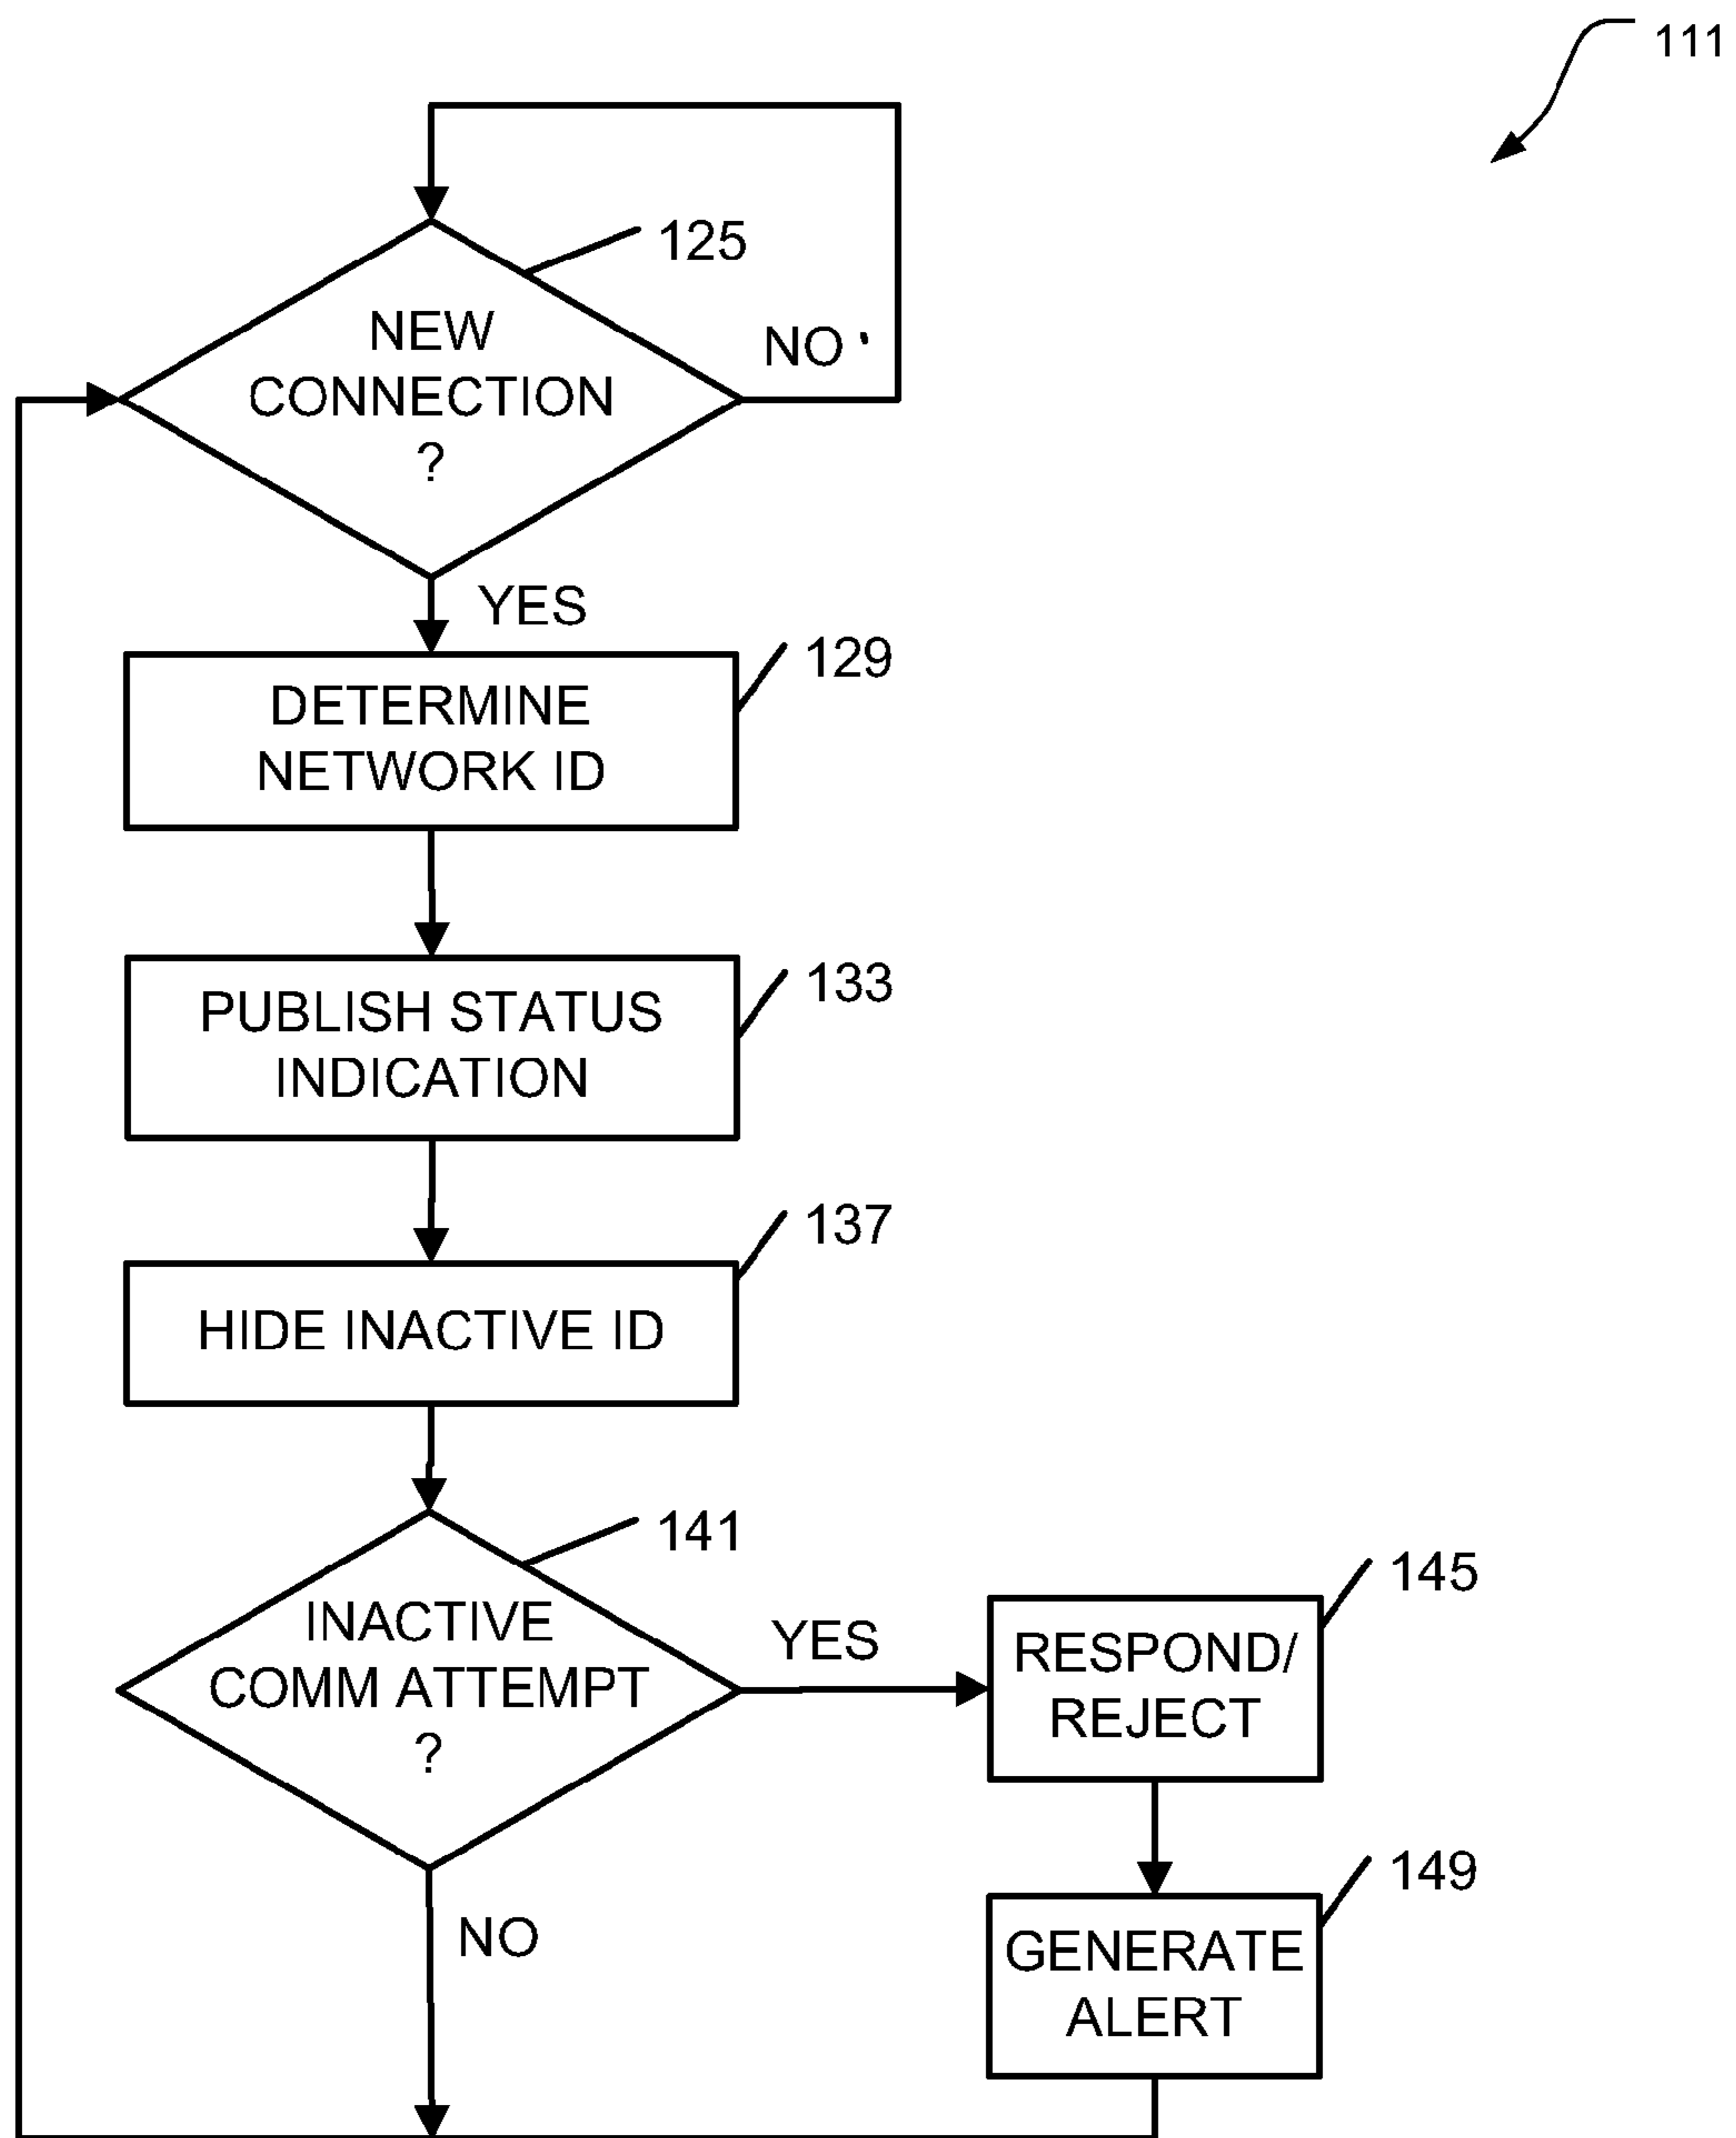 111
125
NEW
CONNECTION
?
NO
YES
129
DETERMINE
NETWORK ID
133
PUBLISH STATUS
INDICATION
137
HIDE INACTIVE ID
141
INACTIVE
COMM ATTEMPT
?
YES
145
RESPOND/
REJECT
NO
149
GENERATE
ALERT